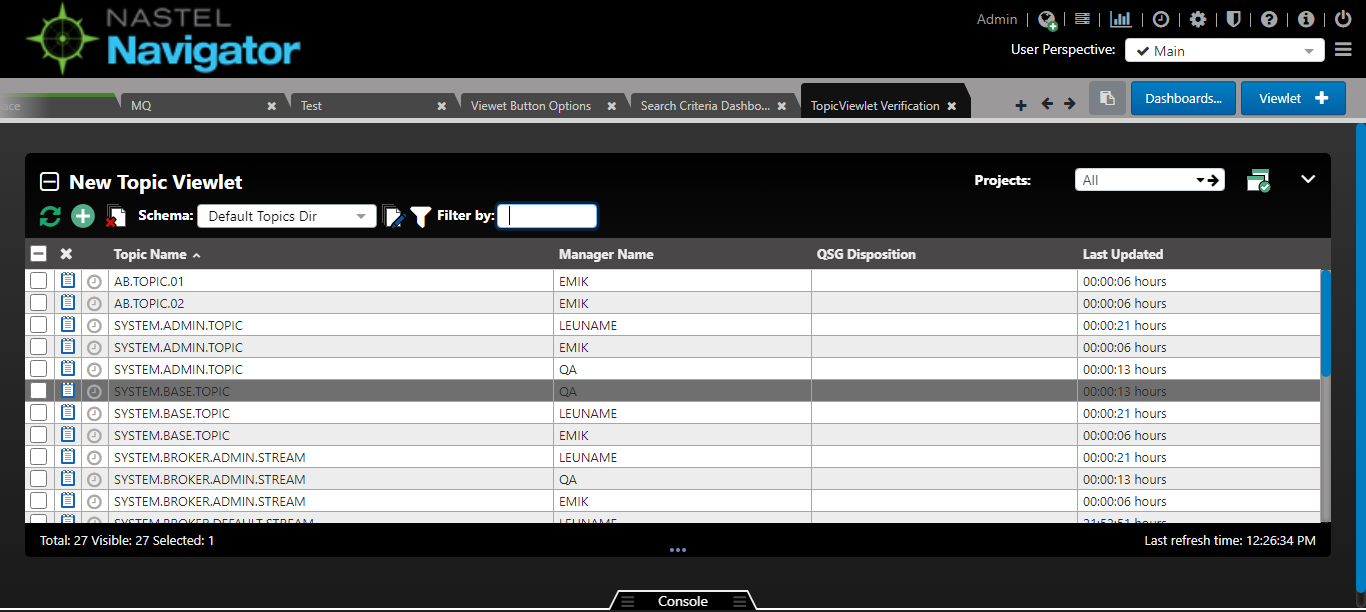 NASTEL
Navigator
Admin
User Perspective: Main
ace MQ Test Viewet Button Options Search Criteria Dashbo... TopicViewlet Verification Dashboards... Viewlet
New Topic Viewlet Projects: All
Schema: Default Topics Dir Filter by:
Topic Name Manager Name QSG Disposition Last Updated
AB.TOPIC.01 EMIK 00:00:06 hours
AB.TOPIC.02 EMIK 00:00:06 hours
SYSTEM.ADMIN.TOPIC LEUNAME 00:00:21 hours
SYSTEM.ADMIN.TOPIC EMIK 00:00:06 hours
SYSTEM.ADMIN.TOPIC QA 00:00:13 hours
SYSTEM.BASE.TOPIC QA 00:00:13 hours
SYSTEM.BASE.TOPIC LEUNAME 00:00:21 hours
SYSTEM.BASE.TOPIC EMIK 00:00:06 hours
SYSTEM.BROKER.ADMIN.STREAM LEUNAME 00:00:21 hours
SYSTEM.BROKER.ADMIN.STREAM QA 00:00:13 hours
SYSTEM.BROKER.ADMIN.STREAM EMIK 00:00:06 hours
SYSTEM.BROKER.DEFAULT.STREAM LEUNAME
Total: 27 Visible: 27 Selected: 1 Last refresh time: 12:26:34 PM
Console